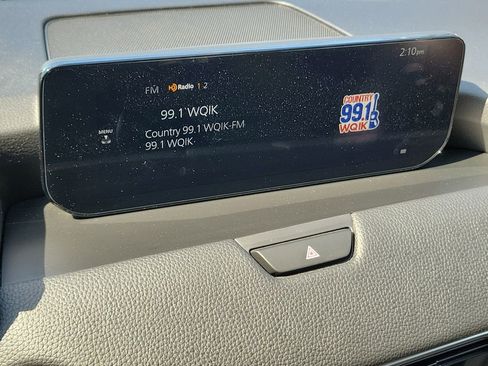 2:10pm
FM HD Radio 1 2
99.1 WQIK
MENU
Country 99.1 WQIK-FM
99.1 WQIK
COUNTRY
99.1
WQIK